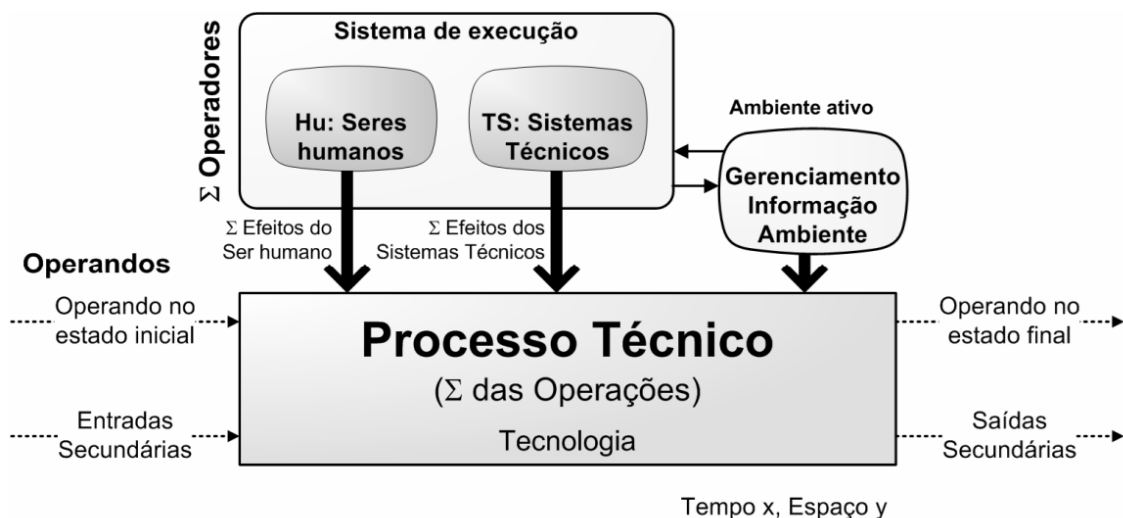 Sistema de execução
Σ Operadores
Hu: Seres
humanos
TS: Sistemas
Técnicos
Ambiente ativo
Gerenciamento
Informação
Ambiente
Σ Efeitos do
Ser humano
Σ Efeitos dos
Sistemas Técnicos
Operandos
Operando no
estado inicial
Processo Técnico
(Σ das Operações)
Tecnologia
Operando no
estado final
Entradas
Secundárias
Saídas
Secundárias
Tempo x, Espaço y